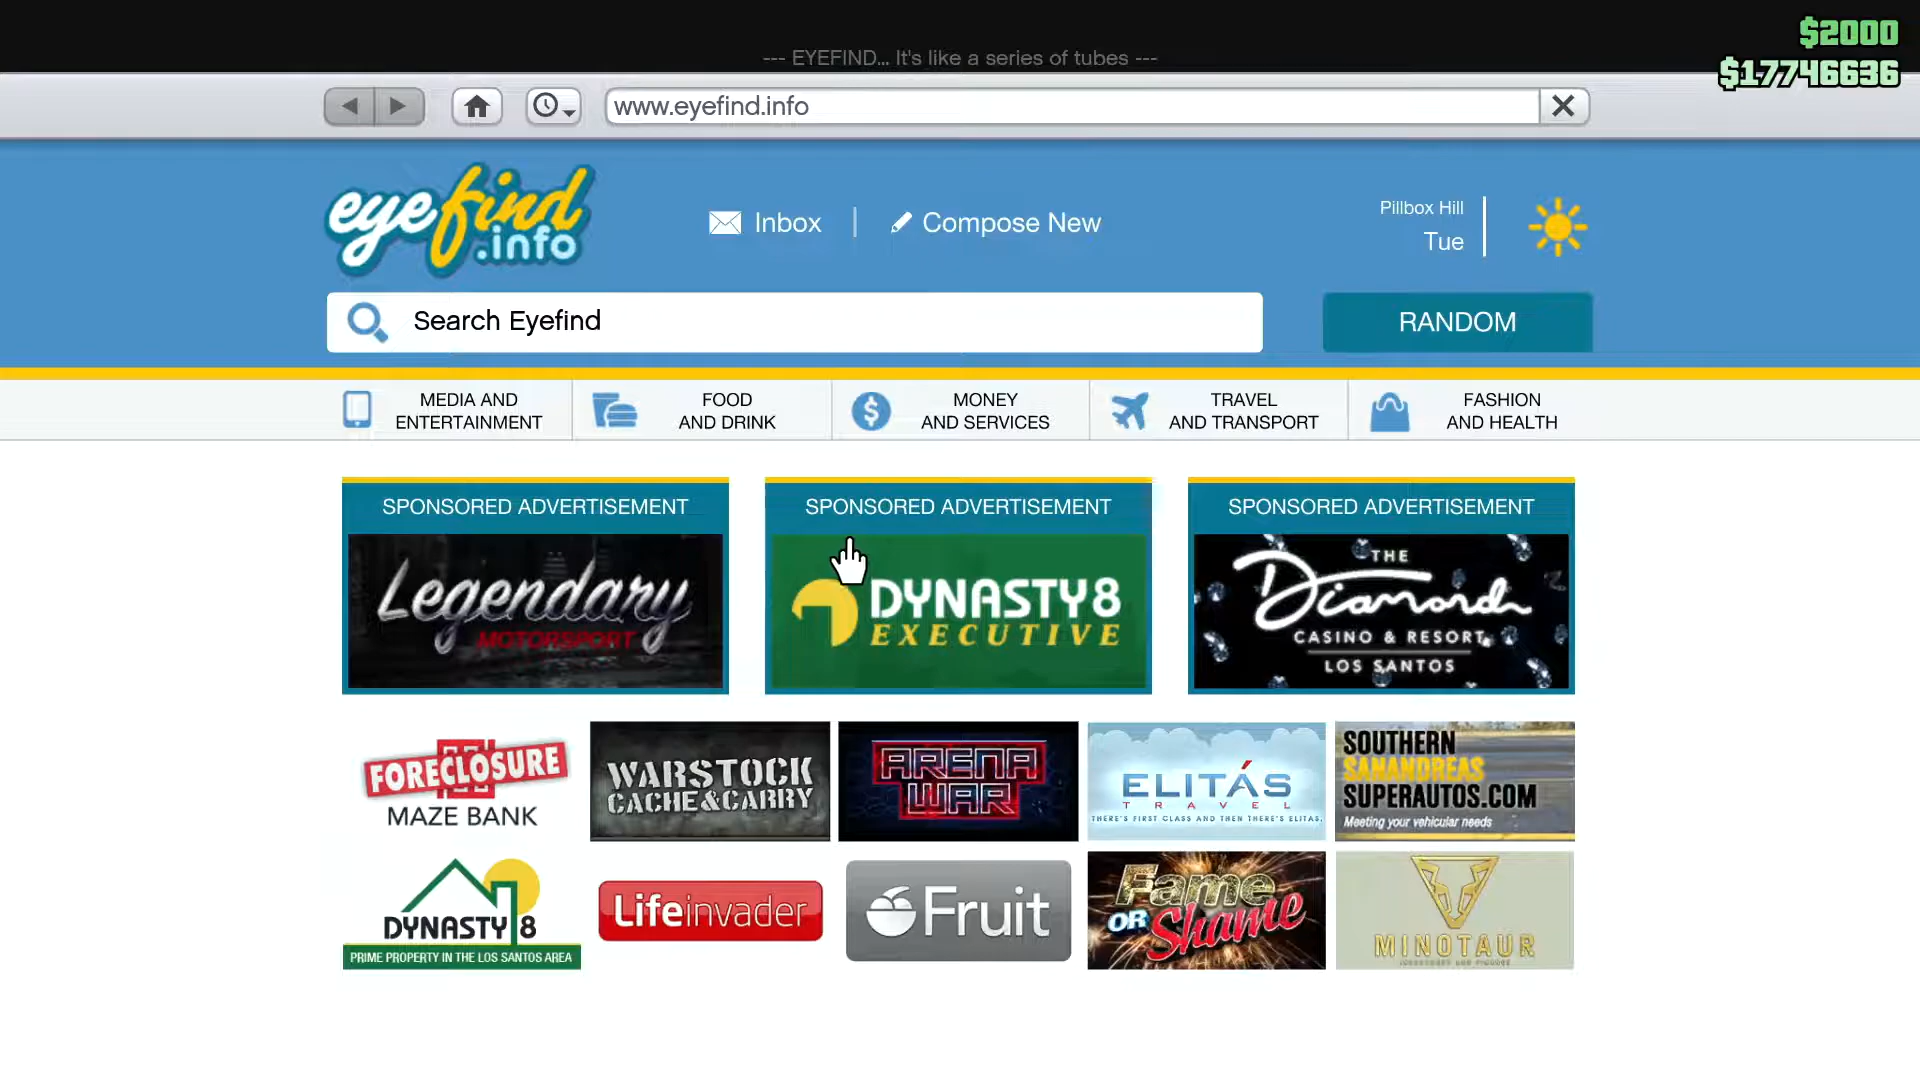 $2000
--- EYEFIND... It's like a series of tubes ---
$17746636
www.eyefind.info
eyefind
.info
Inbox
Compose New
Pillbox Hill
Tue
Search Eyefind
RANDOM
MEDIA AND
ENTERTAINMENT
FOOD
AND DRINK
MONEY
AND SERVICES
TRAVEL
AND TRANSPORT
FASHION
AND HEALTH
SPONSORED ADVERTISEMENT
Legendary
MOTORSPORT
SPONSORED ADVERTISEMENT
DYNASTY8
EXECUTIVE
SPONSORED ADVERTISEMENT
THE
Diamond
CASINO & RESORT
LOS SANTOS
FORECLOSURE
MAZE BANK
WARSTOCK
CACHE&CARRY
ARENA
WAR
ELITÁS
TRAVEL
THERE'S FIRST CLASS AND THEN THERE'S ELITAS.
SOUTHERN
SANANDREAS
SUPERAUTOS.COM
Meeting your vehicular needs
DYNASTY 8
PRIME PROPERTY IN THE LOS SANTOS AREA
Lifeinvader
Fruit
Fame
OR Shame
MINOTAUR